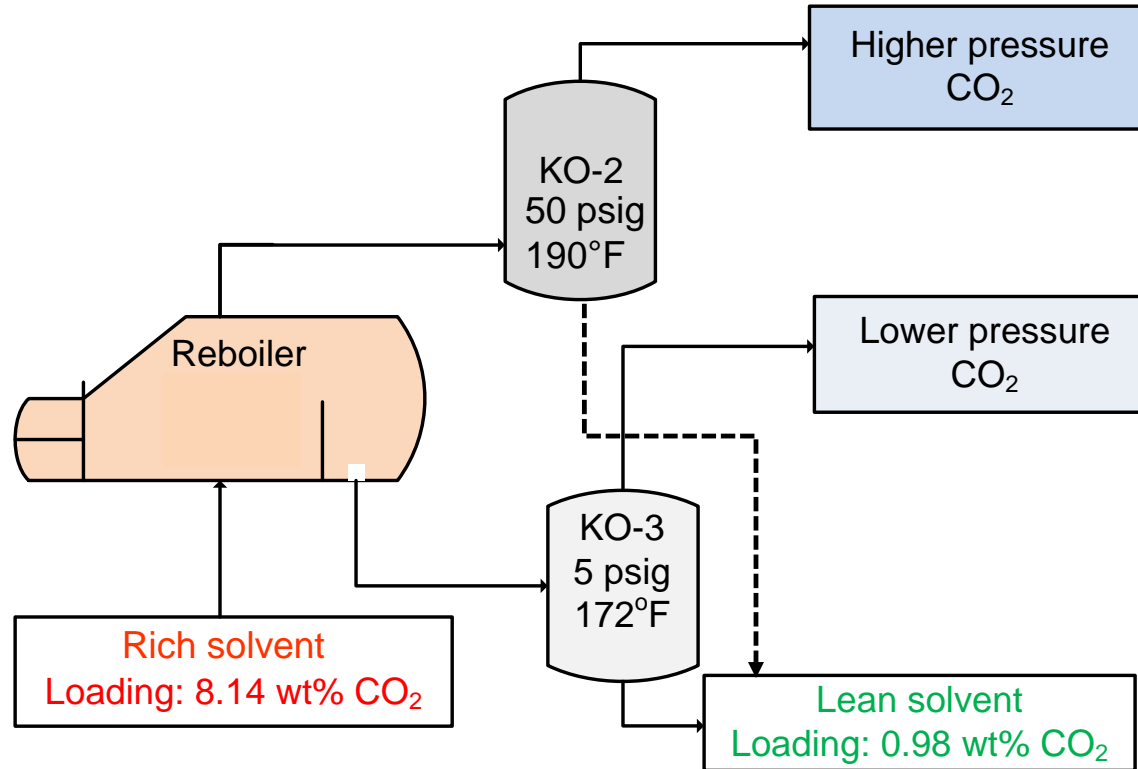 Higher pressure
CO₂
KO-2
50 psig
190°F
Reboiler
Lower pressure
CO₂
KO-3
5 psig
172°F
Rich solvent
Loading: 8.14 wt% CO₂
Lean solvent
Loading: 0.98 wt% CO₂